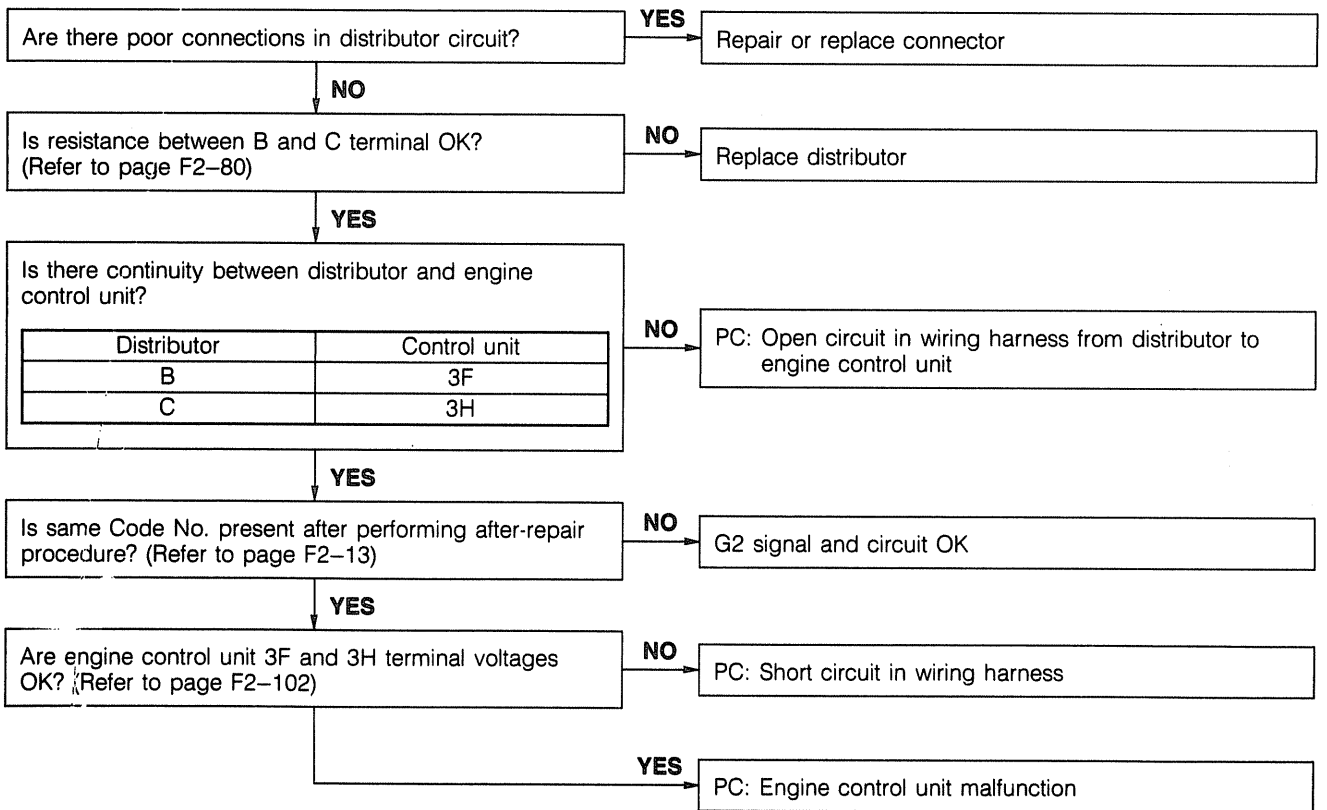 Are there poor connections in distributor circuit?
YES
Repair or replace connector
NO
Is resistance between B and C terminal OK?
(Refer to page F2–80)
NO
Replace distributor
YES
Is there continuity between distributor and engine
control unit?
Distributor Control unit
B 3F
C 3H
NO
PC: Open circuit in wiring harness from distributor to
engine control unit
YES
Is same Code No. present after performing after-repair
procedure? (Refer to page F2–13)
NO
G2 signal and circuit OK
YES
Are engine control unit 3F and 3H terminal voltages
OK? (Refer to page F2–102)
NO
PC: Short circuit in wiring harness
YES
PC: Engine control unit malfunction